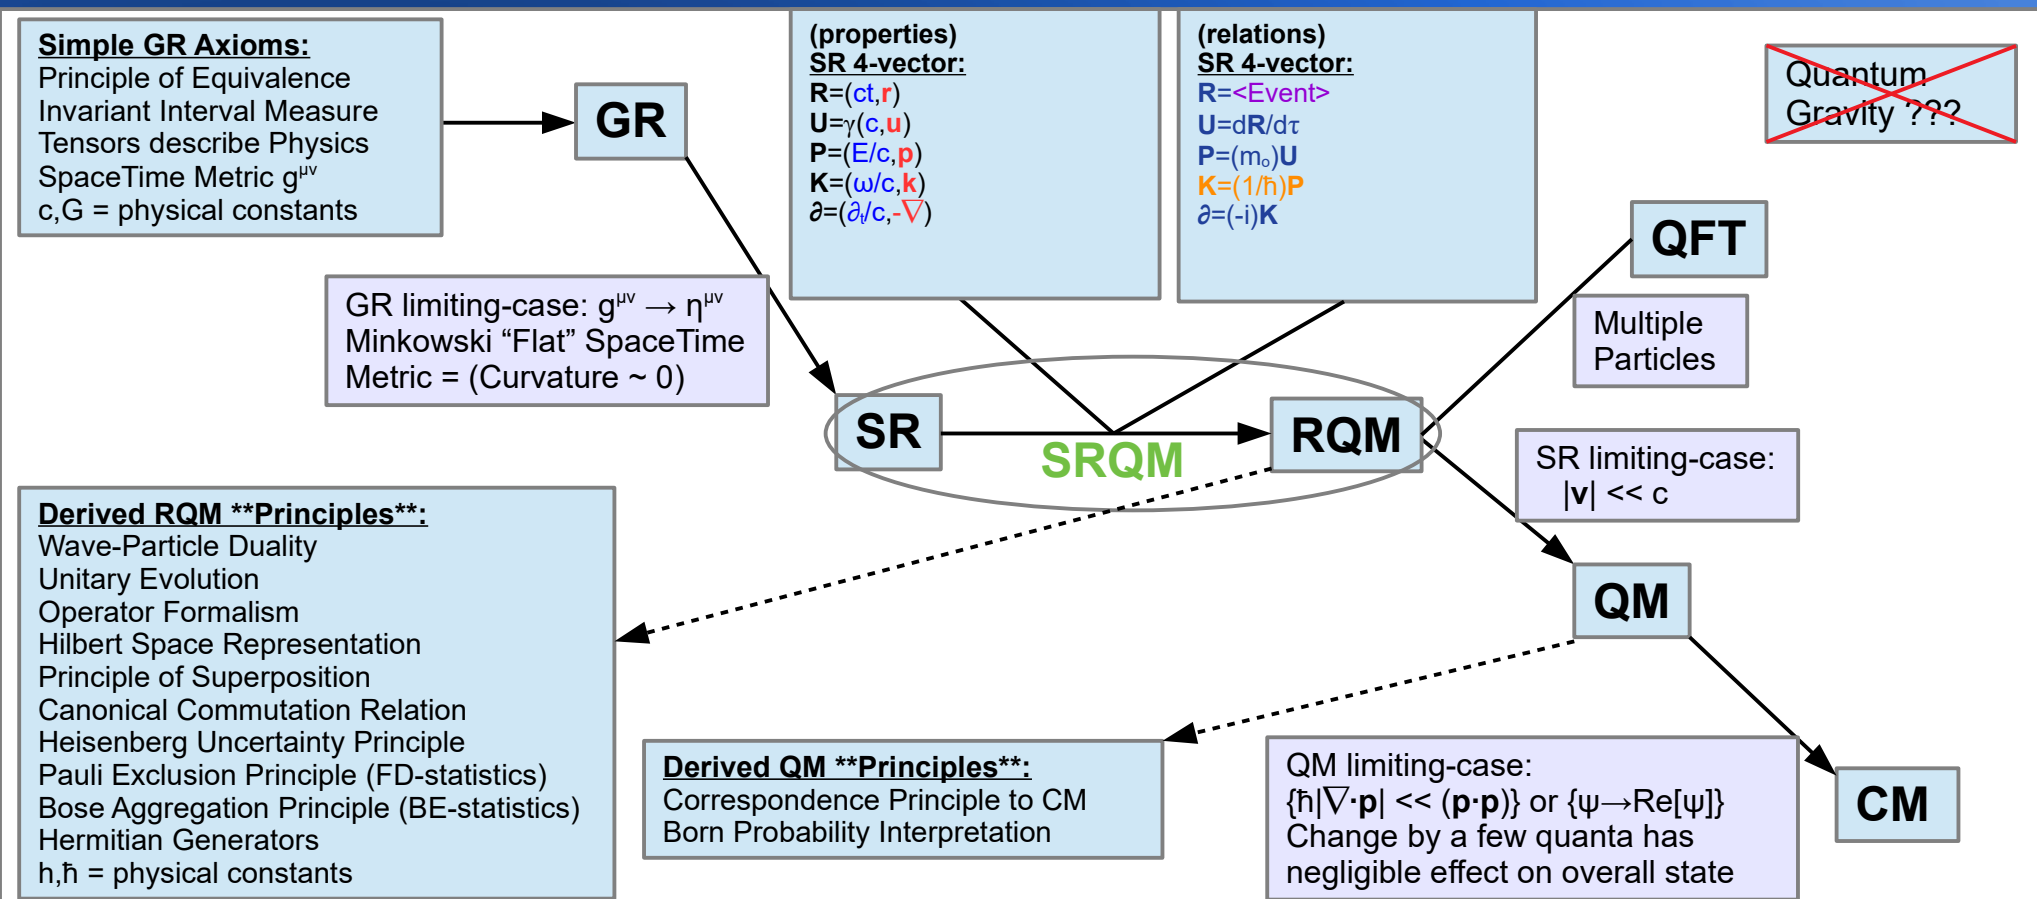 Simple GR Axioms:
Principle of Equivalence
Invariant Interval Measure
Tensors describe Physics
SpaceTime Metric gᵘᵛ
c,G = physical constants
GR
(properties)
SR 4-vector:
R=(ct,r)
U=γ(c,u)
P=(E/c,p)
K=(ω/c,k)
∂=(∂ₜ/c,-∇)
(relations)
SR 4-vector:
R=<Event>
U=dR/dτ
P=(mₒ)U
K=(1/ħ)P
∂=(-i)K
Quantum
Gravity ???
QFT
GR limiting-case: gᵘᵛ → ηᵘᵛ
Minkowski “Flat” SpaceTime
Metric = (Curvature ~ 0)
Multiple
Particles
SR
SRQM
RQM
SR limiting-case:
|v| << c
Derived RQM **Principles**:
Wave-Particle Duality
Unitary Evolution
Operator Formalism
Hilbert Space Representation
Principle of Superposition
Canonical Commutation Relation
Heisenberg Uncertainty Principle
Pauli Exclusion Principle (FD-statistics)
Bose Aggregation Principle (BE-statistics)
Hermitian Generators
h,ħ = physical constants
QM
Derived QM **Principles**:
Correspondence Principle to CM
Born Probability Interpretation
QM limiting-case:
{ħ|∇·p| << (p·p)} or {ψ→Re[ψ]}
Change by a few quanta has
negligible effect on overall state
CM